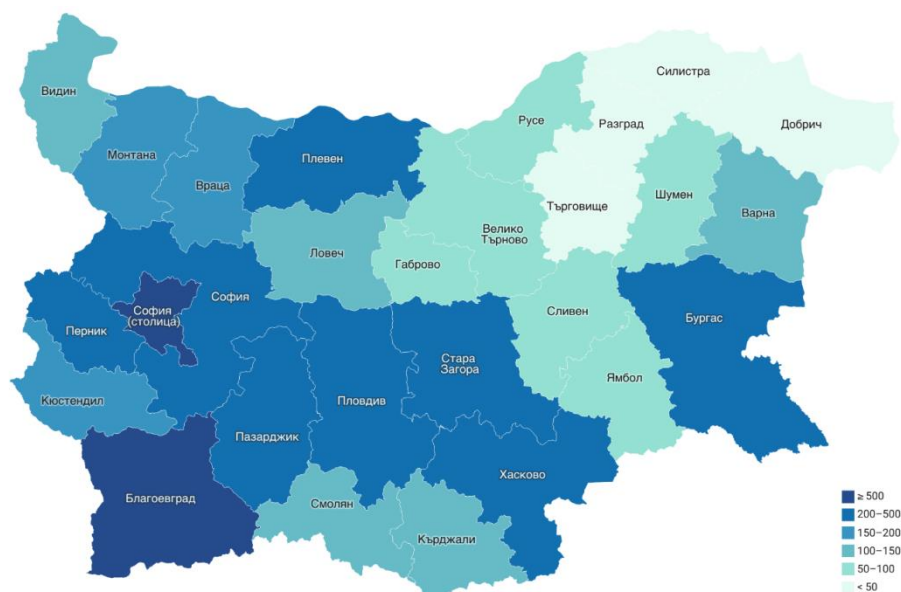 Видин
Монтана
Враца
Плевен
Русе
Силистра
Разград
Добрич
Търговище
Шумен
Варна
Ловеч
Габрово
Велико
Търново
София
София
(столица)
Перник
Сливен
Бургас
Стара
Загора
Кюстендил
Пловдив
Ямбол
Пазарджик
Хасково
Благоевград
Смолян
Кърджали
≥ 500
200–500
150–200
100–150
50–100
< 50